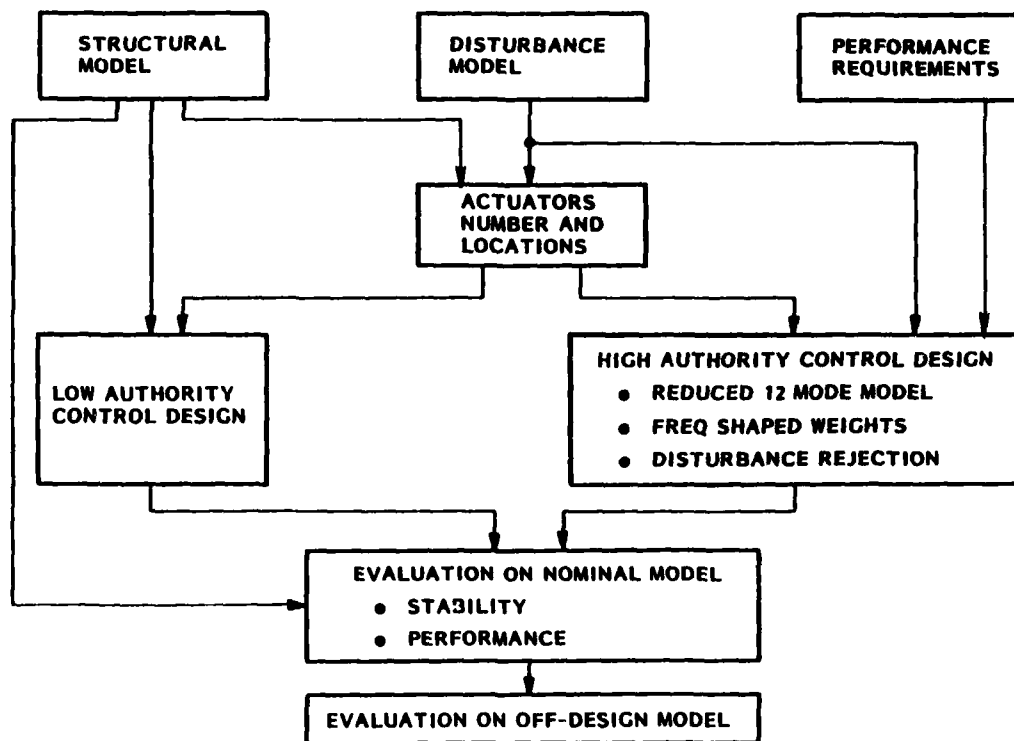 STRUCTURAL
MODEL
DISTURBANCE
MODEL
PERFORMANCE
REQUIREMENTS
ACTUATORS
NUMBER AND
LOCATIONS
LOW AUTHORITY
CONTROL DESIGN
HIGH AUTHORITY CONTROL DESIGN
● REDUCED 12 MODE MODEL
● FREQ SHAPED WEIGHTS
● DISTURBANCE REJECTION
EVALUATION ON NOMINAL MODEL
● STABILITY
● PERFORMANCE
EVALUATION ON OFF-DESIGN MODEL